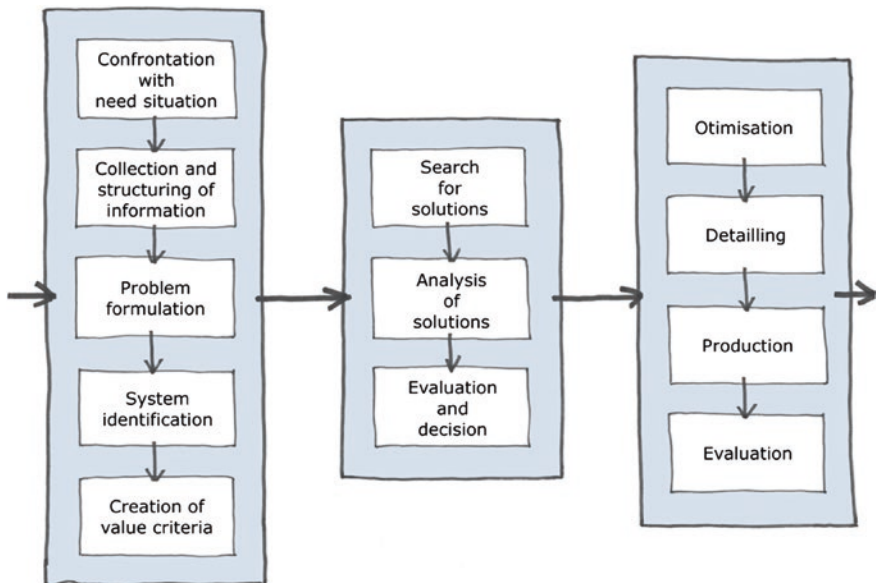 Confrontation
with
need situation
Collection and
structuring of
information
Problem
formulation
System
identification
Creation of
value criteria
Search
for
solutions
Analysis
of
solutions
Evaluation
and
decision
Otimisation
Detailling
Production
Evaluation